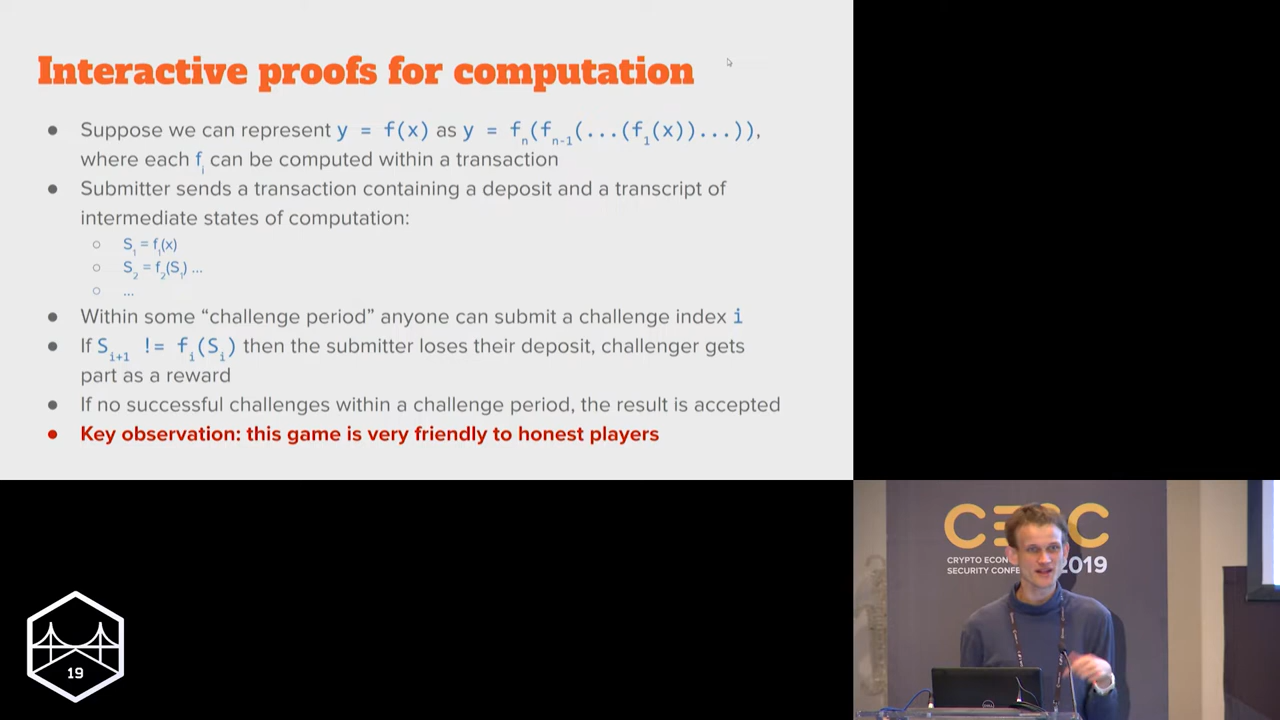 Interactive proofs for computation
● Suppose we can represent y = f(x) as y = fn(fn-1(...(f1(x))...)),
where each fi can be computed within a transaction
● Submitter sends a transaction containing a deposit and a transcript of
intermediate states of computation:
○ S1 = f1(x)
○ S2 = f2(S1) ...
○ ...
● Within some “challenge period” anyone can submit a challenge index i
● If Si+1 != fi(Si) then the submitter loses their deposit, challenger gets
part as a reward
● If no successful challenges within a challenge period, the result is accepted
● Key observation: this game is very friendly to honest players
CESC
CRYPTO ECON
SECURITY CONFE 2019
19
DELL